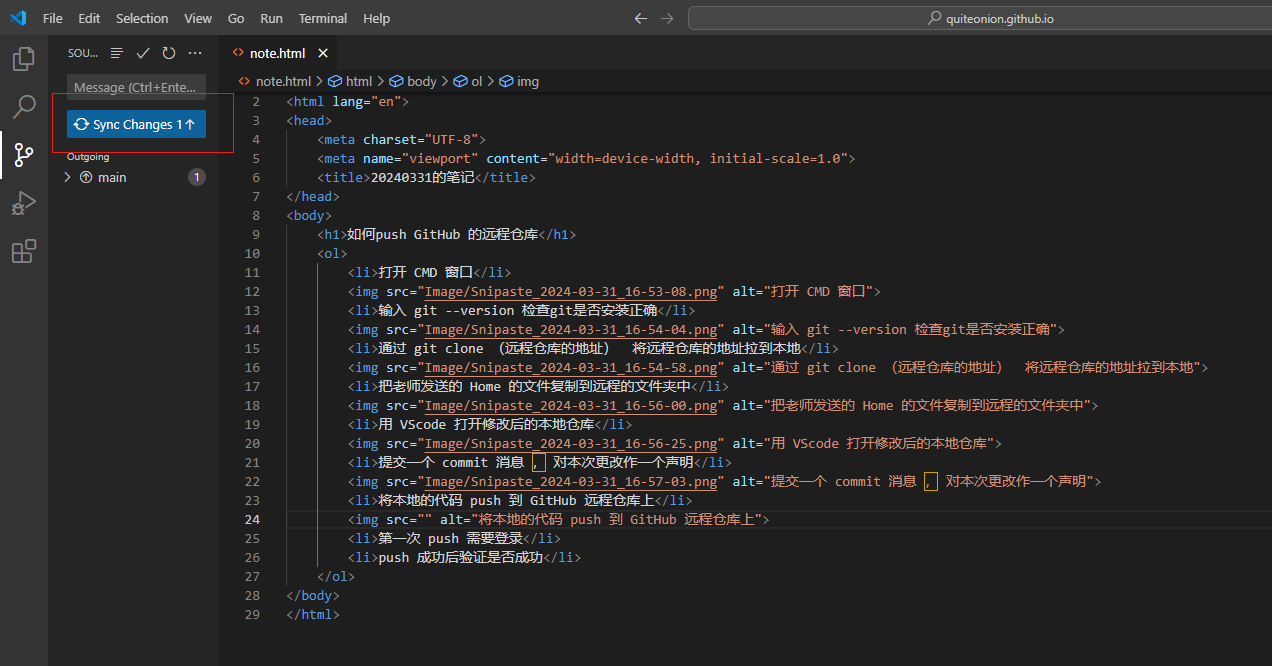 File Edit Selection View Go Run Terminal Help
quiteonion.github.io
SOU...
note.html
Message (Ctrl+Ente...
note.html > html > body > ol > img
Sync Changes 1↑
Outgoing
main 1
2 <html lang="en">
3 <head>
4 <meta charset="UTF-8">
5 <meta name="viewport" content="width=device-width, initial-scale=1.0">
6 <title>20240331的笔记</title>
7 </head>
8 <body>
9 <h1>如何push GitHub 的远程仓库</h1>
10 <ol>
11 <li>打开 CMD 窗口</li>
12 <img src="Image/Snipaste_2024-03-31_16-53-08.png" alt="打开 CMD 窗口">
13 <li>输入 git --version 检查git是否安装正确</li>
14 <img src="Image/Snipaste_2024-03-31_16-54-04.png" alt="输入 git --version 检查git是否安装正确">
15 <li>通过 git clone （远程仓库的地址） 将远程仓库的地址拉到本地</li>
16 <img src="Image/Snipaste_2024-03-31_16-54-58.png" alt="通过 git clone （远程仓库的地址） 将远程仓库的地址拉到本地">
17 <li>把老师发送的 Home 的文件复制到远程的文件夹中</li>
18 <img src="Image/Snipaste_2024-03-31_16-56-00.png" alt="把老师发送的 Home 的文件复制到远程的文件夹中">
19 <li>用 VScode 打开修改后的本地仓库</li>
20 <img src="Image/Snipaste_2024-03-31_16-56-25.png" alt="用 VScode 打开修改后的本地仓库">
21 <li>提交一个 commit 消息 ，对本次更改作一个声明</li>
22 <img src="Image/Snipaste_2024-03-31_16-57-03.png" alt="提交一个 commit 消息 ，对本次更改作一个声明">
23 <li>将本地的代码 push 到 GitHub 远程仓库上</li>
24 <img src="" alt="将本地的代码 push 到 GitHub 远程仓库上">
25 <li>第一次 push 需要登录</li>
26 <li>push 成功后验证是否成功</li>
27 </ol>
28 </body>
29 </html>